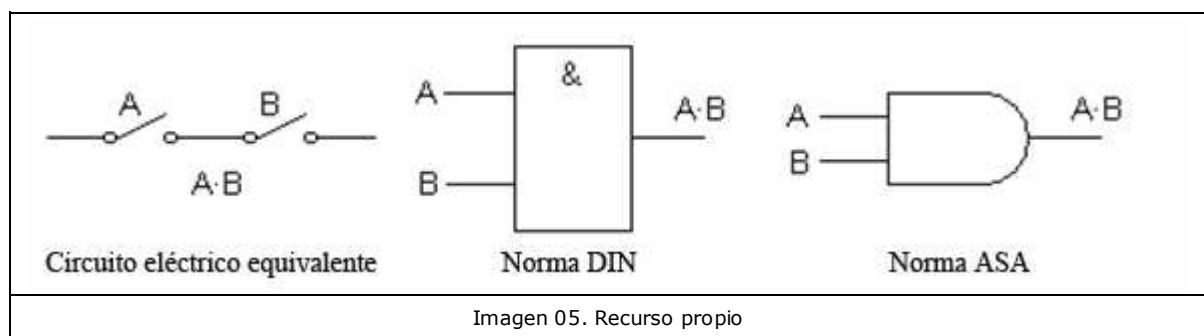 A
B
A·B
Circuito eléctrico equivalente
&
A
B
A·B
Norma DIN
A
B
A·B
Norma ASA
Imagen 05. Recurso propio